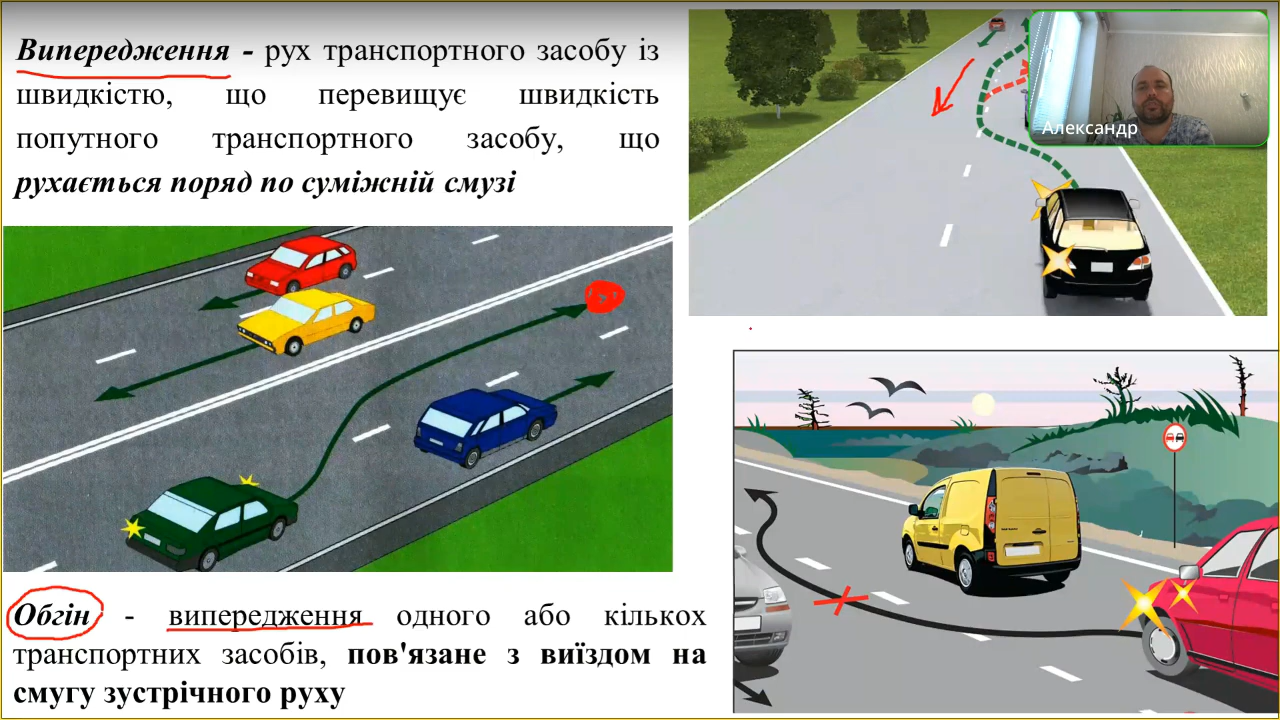 Випередження - рух транспортного засобу із
швидкістю, що перевищує швидкість
попутного транспортного засобу, що
рухається поряд по суміжній смузі
Александр
Обгін - випередження одного або кількох
транспортних засобів, пов'язане з виїздом на
смугу зустрічного руху